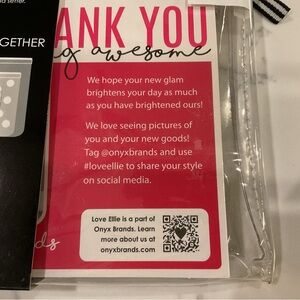 ANK YOU
g awesome
GETHER
We hope your new glam
brightens your day as much
as you have brightened ours!
We love seeing pictures of
you and your new goods!
Tag @onyxbrands and use
#loveellie to share your style
on social media.
Love Ellie is a part of
Onyx Brands. Learn
more about us at
onyxbrands.com
ds